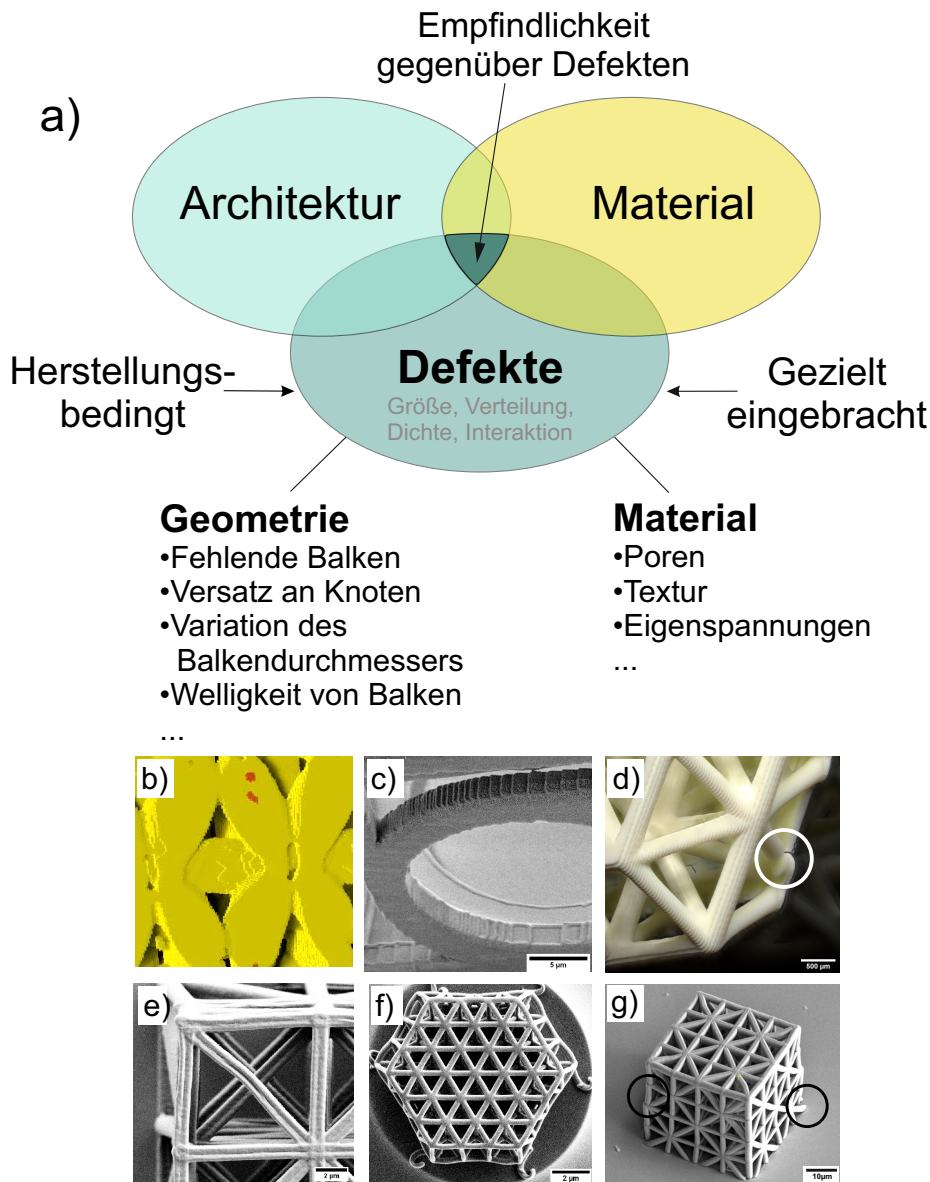 Empfindlichkeit
gegenüber Defekten
a)
Architektur
Material
Herstellungs-
bedingt
Defekte
Größe, Verteilung,
Dichte, Interaktion
Gezielt
eingebracht
Geometrie
•Fehlende Balken
•Versatz an Knoten
•Variation des
Balkendurchmessers
•Welligkeit von Balken
...
Material
•Poren
•Textur
•Eigenspannungen
...
b)
c)
5 µm
d)
500 µm
e)
2 µm
f)
2 µm
g)
10µm